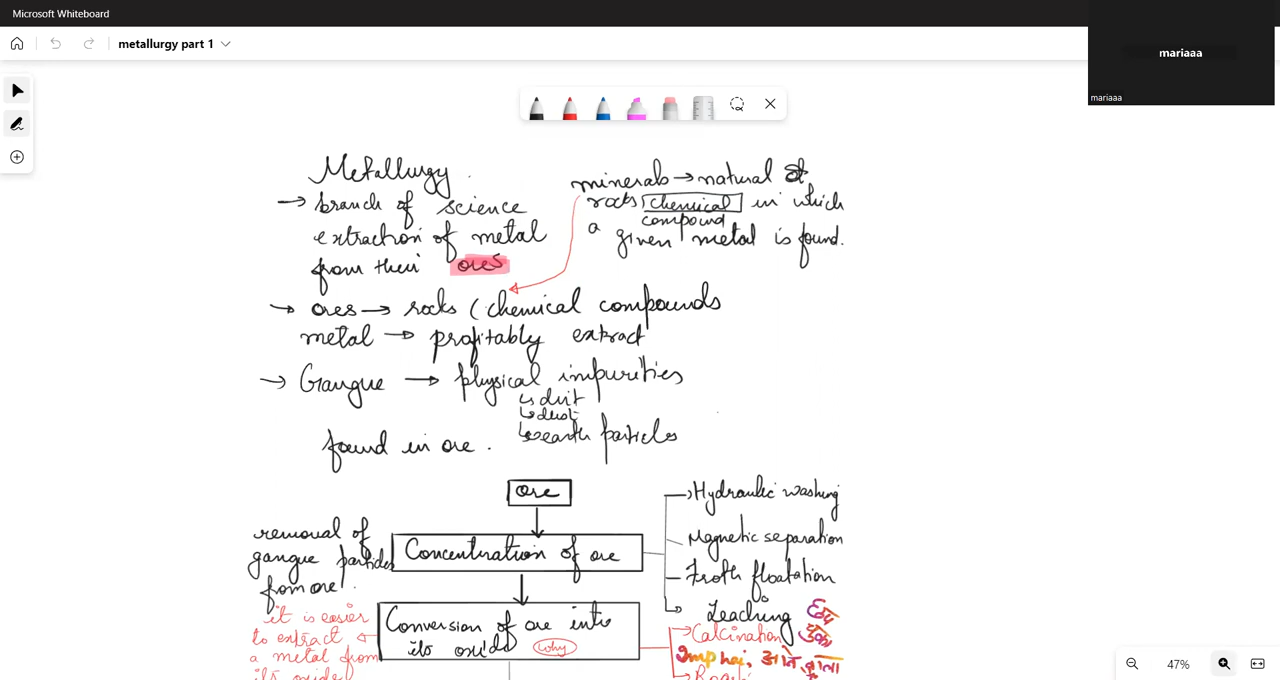 Microsoft Whiteboard
metallurgy part 1
mariaaa
mariaaa
Metallurgy
→ branch of science
extraction of metal
from their ores
minerals → natural
rocks chemical in which
compound
a given metal is found.
→ ores → rocks (chemical compounds
metal → profitably extract
→ Gangue → physical impurities
↳ dirt
↳ dust
↳ earth particles
found in ore .
ore
removal of
gangue particles
from ore .
Concentration of ore
→ Hydraulic washing
Magnetic separation
Froth floatation
Leaching
Conversion of ore into
its oxide
why
it is easier
to extract
a metal from
its oxide
→ Calcination
Imp hai,
47%